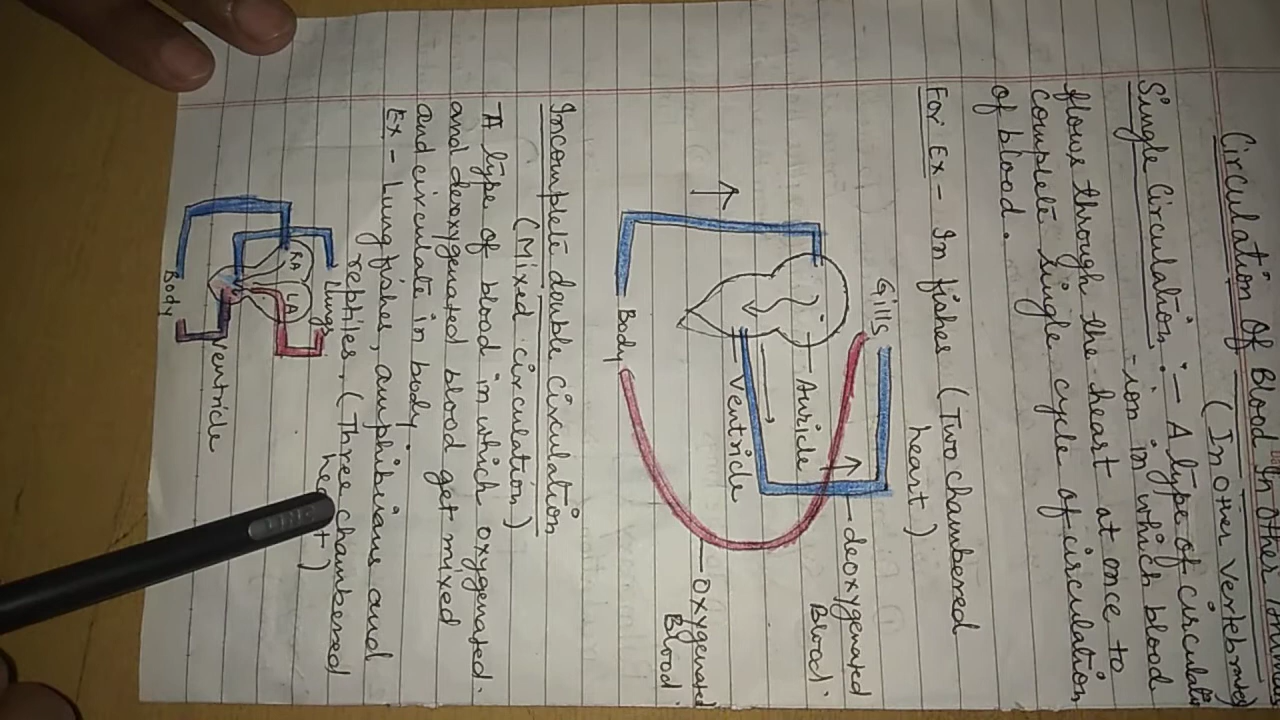 Circulation Of Blood In Other Animals
(In Other Vertebrates)
Single Circulation :- A type of circulat
-ion in which blood
flows through the heart at once to
complete single cycle of circulation
of blood.
For Ex - In fishes (Two chambered
heart)
Gills
deoxygenated
Blood.
Auricle
Ventricle
Body
Oxygenated
Blood.
Incomplete double circulation
(Mixed circulation)
A type of blood in which oxygenated.
and deoxygenated blood get mixed
and circulate in body.
Ex - Lung fishes, amphibians and
reptiles, (Three chambered
Lungs
RA
LA
Ventricle
Body